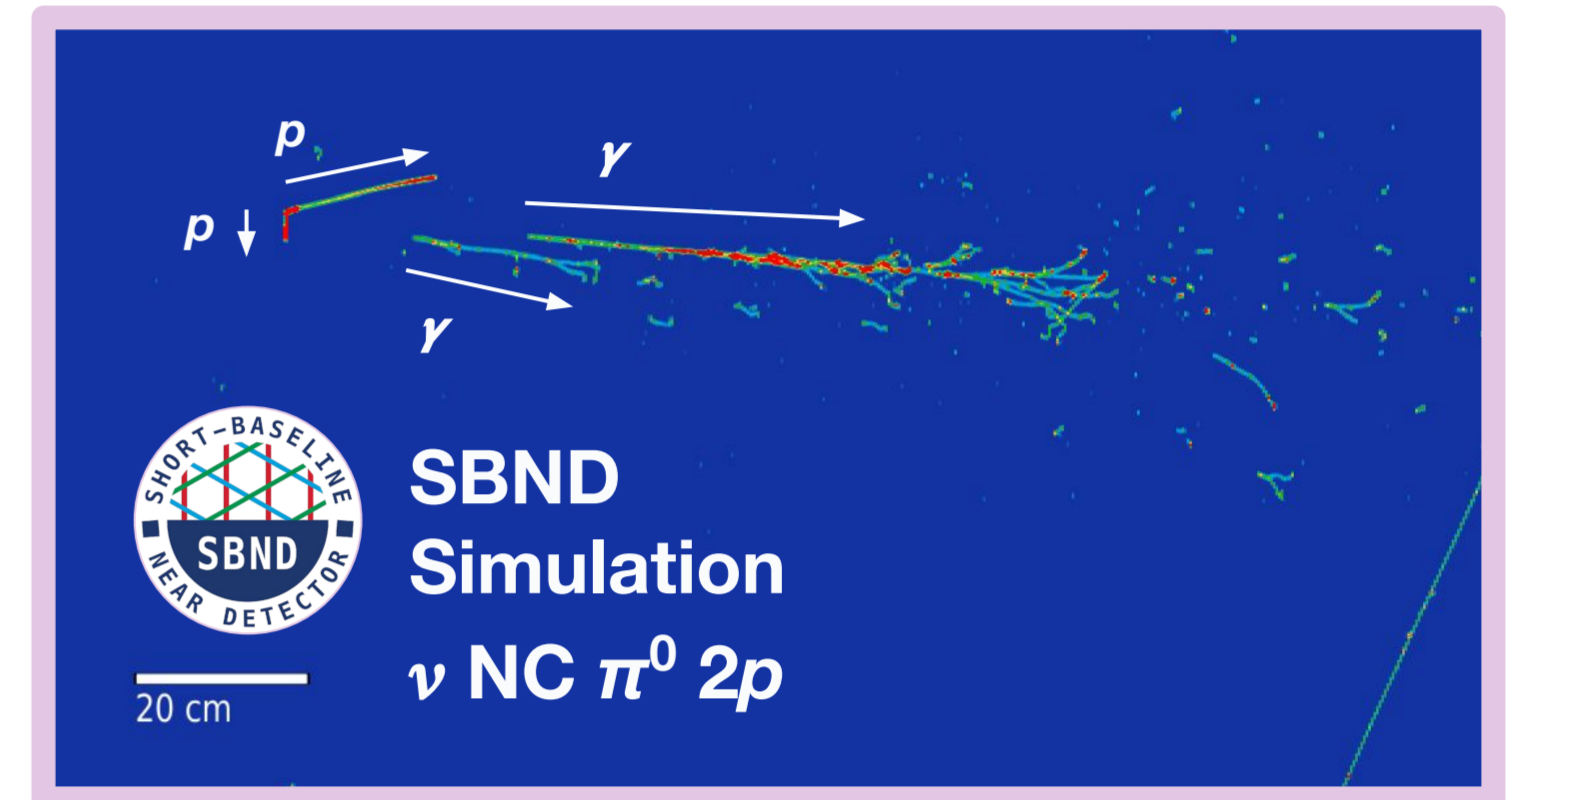 p
γ
p
γ
SHORT-BASELINE
SBND
NEAR DETECTOR
SBND
Simulation
ν NC π⁰ 2p
20 cm